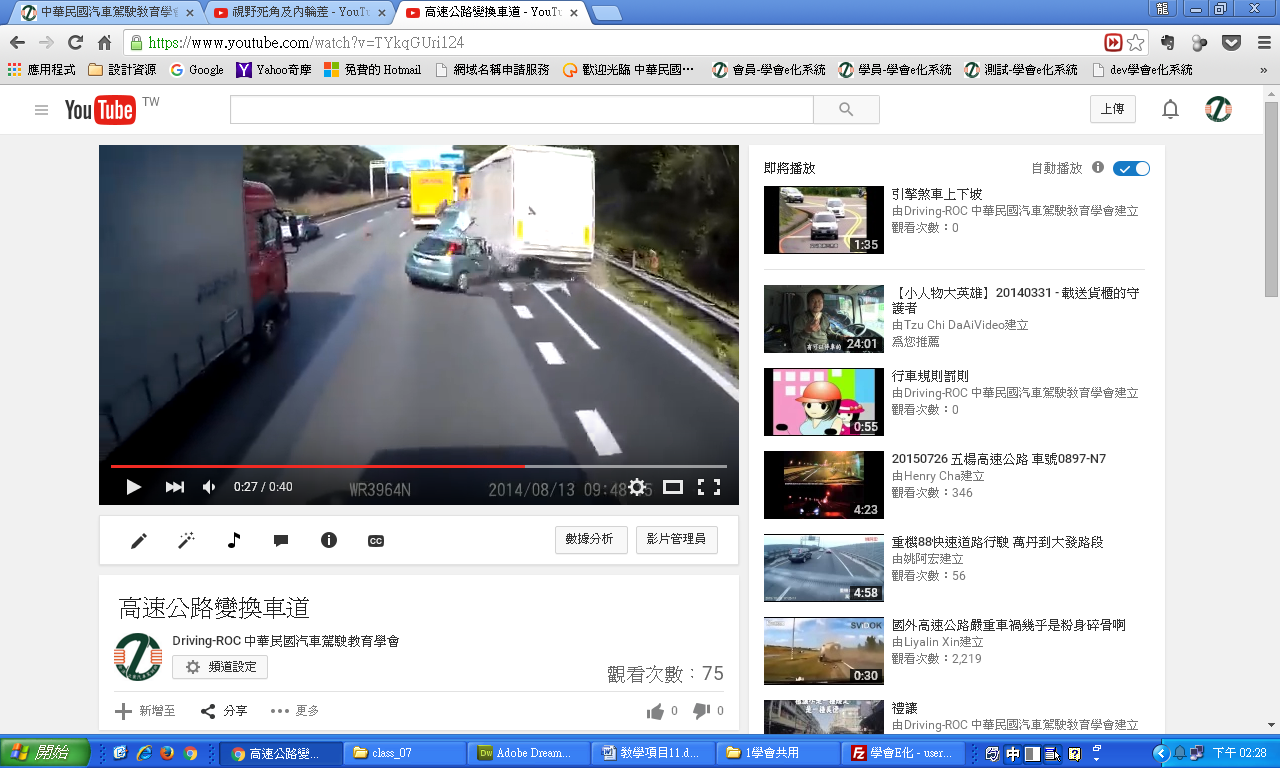 中華民國汽車駕駛教育學會
視野死角及內輪差 - YouTu
高速公路變換車道 - YouTu
龍
https://www.youtube.com/watch?v=TYkqGUri124
應用程式
設計資源
Google
Yahoo奇摩
免費的 Hotmail
網域名稱申請服務
歡迎光臨 中華民國…
會員-學會e化系統
學員-學會e化系統
測試-學會e化系統
dev學會e化系統
»
YouTube TW
上傳
0:27 / 0:40
WR3964N
數據分析
影片管理員
高速公路變換車道
Driving-ROC 中華民國汽車駕駛教育學會
頻道設定
觀看次數：75
新增至
分享
更多
0
0
即將播放
自動播放
1:35
引擎煞車上下坡
由Driving-ROC 中華民國汽車駕駛教育學會建立
觀看次數：0
24:01
【小人物大英雄】20140331 - 載送貨櫃的守
護者
由Tzu Chi DaAiVideo建立
為您推薦
0:55
行車規則罰則
由Driving-ROC 中華民國汽車駕駛教育學會建立
觀看次數：0
4:23
20150726 五楊高速公路 車號0897-N7
由Henry Cha建立
觀看次數：346
4:58
重機88快速道路行駛 萬丹到大發路段
由姚阿宏建立
觀看次數：56
0:30
國外高速公路嚴重車禍幾乎是粉身碎骨啊
由Liyalin Xin建立
觀看次數：2,219
禮讓
由Driving-ROC 中華民國汽車駕駛教育學會建立
開始
高速公路變...
class_07
Adobe Dream...
教學項目11.d...
1學會共用
學會E化 - user...
中
下午 02:28